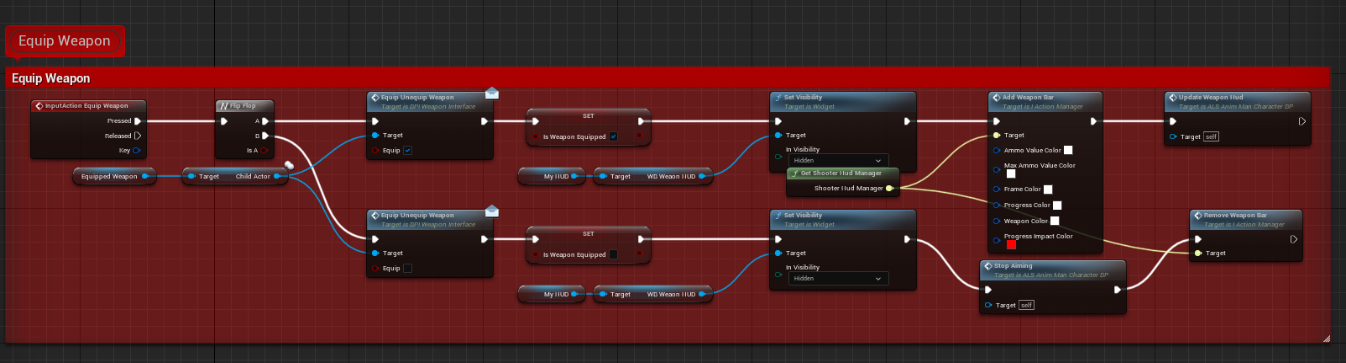 Equip Weapon
Equip Weapon
InputAction Equip Weapon
Pressed
Released
Key
Flip Flop
A
B
Is A
Equipped Weapon
Target
Child Actor
Equip Unequip Weapon
Target is BPI Weapon Interface
Target
Equip
SET
Is Weapon Equipped
My HUD
Target
WB Weaon HUD
Set Visibility
Target is Widget
Target
In Visibility
Hidden
Get Shooter Hud Manager
Shooter Hud Manager
Add Weapon Bar
Target is I Action Manager
Target
Ammo Value Color
Max Ammo Value Color
Frame Color
Progress Color
Weapon Color
Progress Impact Color
Update Weapon Hud
Target is ALS Anim Man Character BP
Target self
Equip Unequip Weapon
Target is BPI Weapon Interface
Target
Equip
SET
Is Weapon Equipped
My HUD
Target
WB Weaon HUD
Set Visibility
Target is Widget
Target
In Visibility
Hidden
Stop Aiming
Target is ALS Anim Man Character BP
Target self
Remove Weapon Bar
Target is I Action Manager
Target